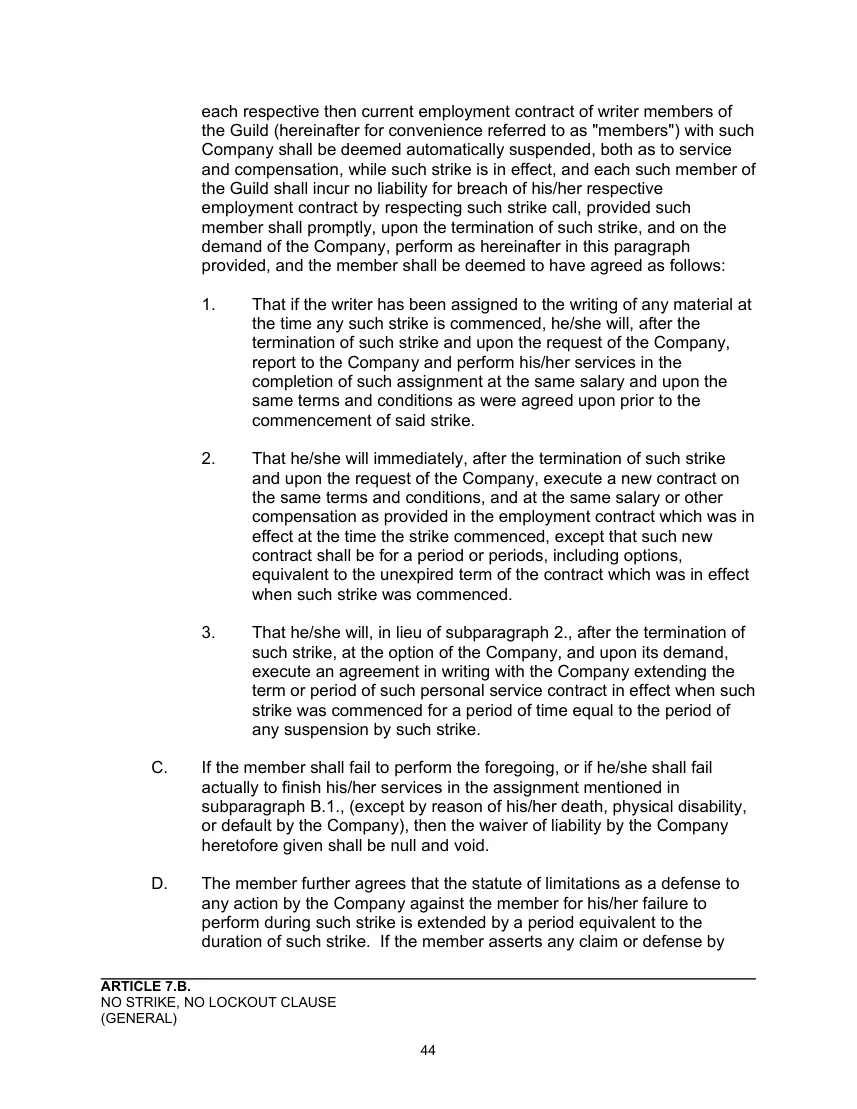 each respective then current employment contract of writer members of
the Guild (hereinafter for convenience referred to as "members") with such
Company shall be deemed automatically suspended, both as to service
and compensation, while such strike is in effect, and each such member of
the Guild shall incur no liability for breach of his/her respective
employment contract by respecting such strike call, provided such
member shall promptly, upon the termination of such strike, and on the
demand of the Company, perform as hereinafter in this paragraph
provided, and the member shall be deemed to have agreed as follows:
1. That if the writer has been assigned to the writing of any material at
the time any such strike is commenced, he/she will, after the
termination of such strike and upon the request of the Company,
report to the Company and perform his/her services in the
completion of such assignment at the same salary and upon the
same terms and conditions as were agreed upon prior to the
commencement of said strike.
2. That he/she will immediately, after the termination of such strike
and upon the request of the Company, execute a new contract on
the same terms and conditions, and at the same salary or other
compensation as provided in the employment contract which was in
effect at the time the strike commenced, except that such new
contract shall be for a period or periods, including options,
equivalent to the unexpired term of the contract which was in effect
when such strike was commenced.
3. That he/she will, in lieu of subparagraph 2., after the termination of
such strike, at the option of the Company, and upon its demand,
execute an agreement in writing with the Company extending the
term or period of such personal service contract in effect when such
strike was commenced for a period of time equal to the period of
any suspension by such strike.
C. If the member shall fail to perform the foregoing, or if he/she shall fail
actually to finish his/her services in the assignment mentioned in
subparagraph B.1., (except by reason of his/her death, physical disability,
or default by the Company), then the waiver of liability by the Company
heretofore given shall be null and void.
D. The member further agrees that the statute of limitations as a defense to
any action by the Company against the member for his/her failure to
perform during such strike is extended by a period equivalent to the
duration of such strike.  If the member asserts any claim or defense by
ARTICLE 7.B.
NO STRIKE, NO LOCKOUT CLAUSE
(GENERAL)
44